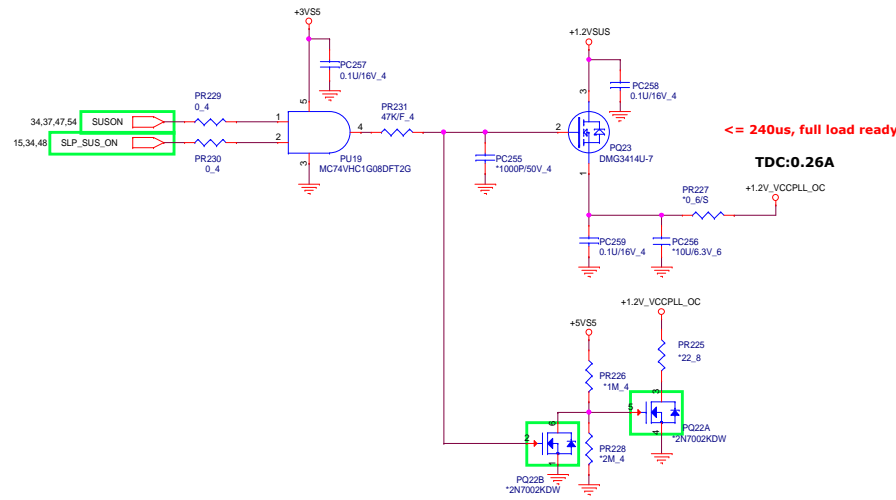 +3VS5
PC257
0.1U/16V_4
5
34,37,47,54
SUSON
PR229
0_4
1
15,34,48
SLP_SUS_ON
2
PR230
0_4
4
3
PU19
MC74VHC1G08DFT2G
PR231
47K/F_4
PC255
*1000P/50V_4
+1.2VSUS
3
PC258
0.1U/16V_4
2
PQ23
DMG3414U-7
1
<= 240us, full load ready
TDC:0.26A
PR227
*0_6/S
+1.2V_VCCPLL_OC
PC259
0.1U/16V_4
PC256
*10U/6.3V_6
+1.2V_VCCPLL_OC
+5VS5
PR225
*22_8
PR226
*1M_4
3
5
4
PQ22A
*2N7002KDW
6
2
1
PR228
*2M_4
PQ22B
*2N7002KDW